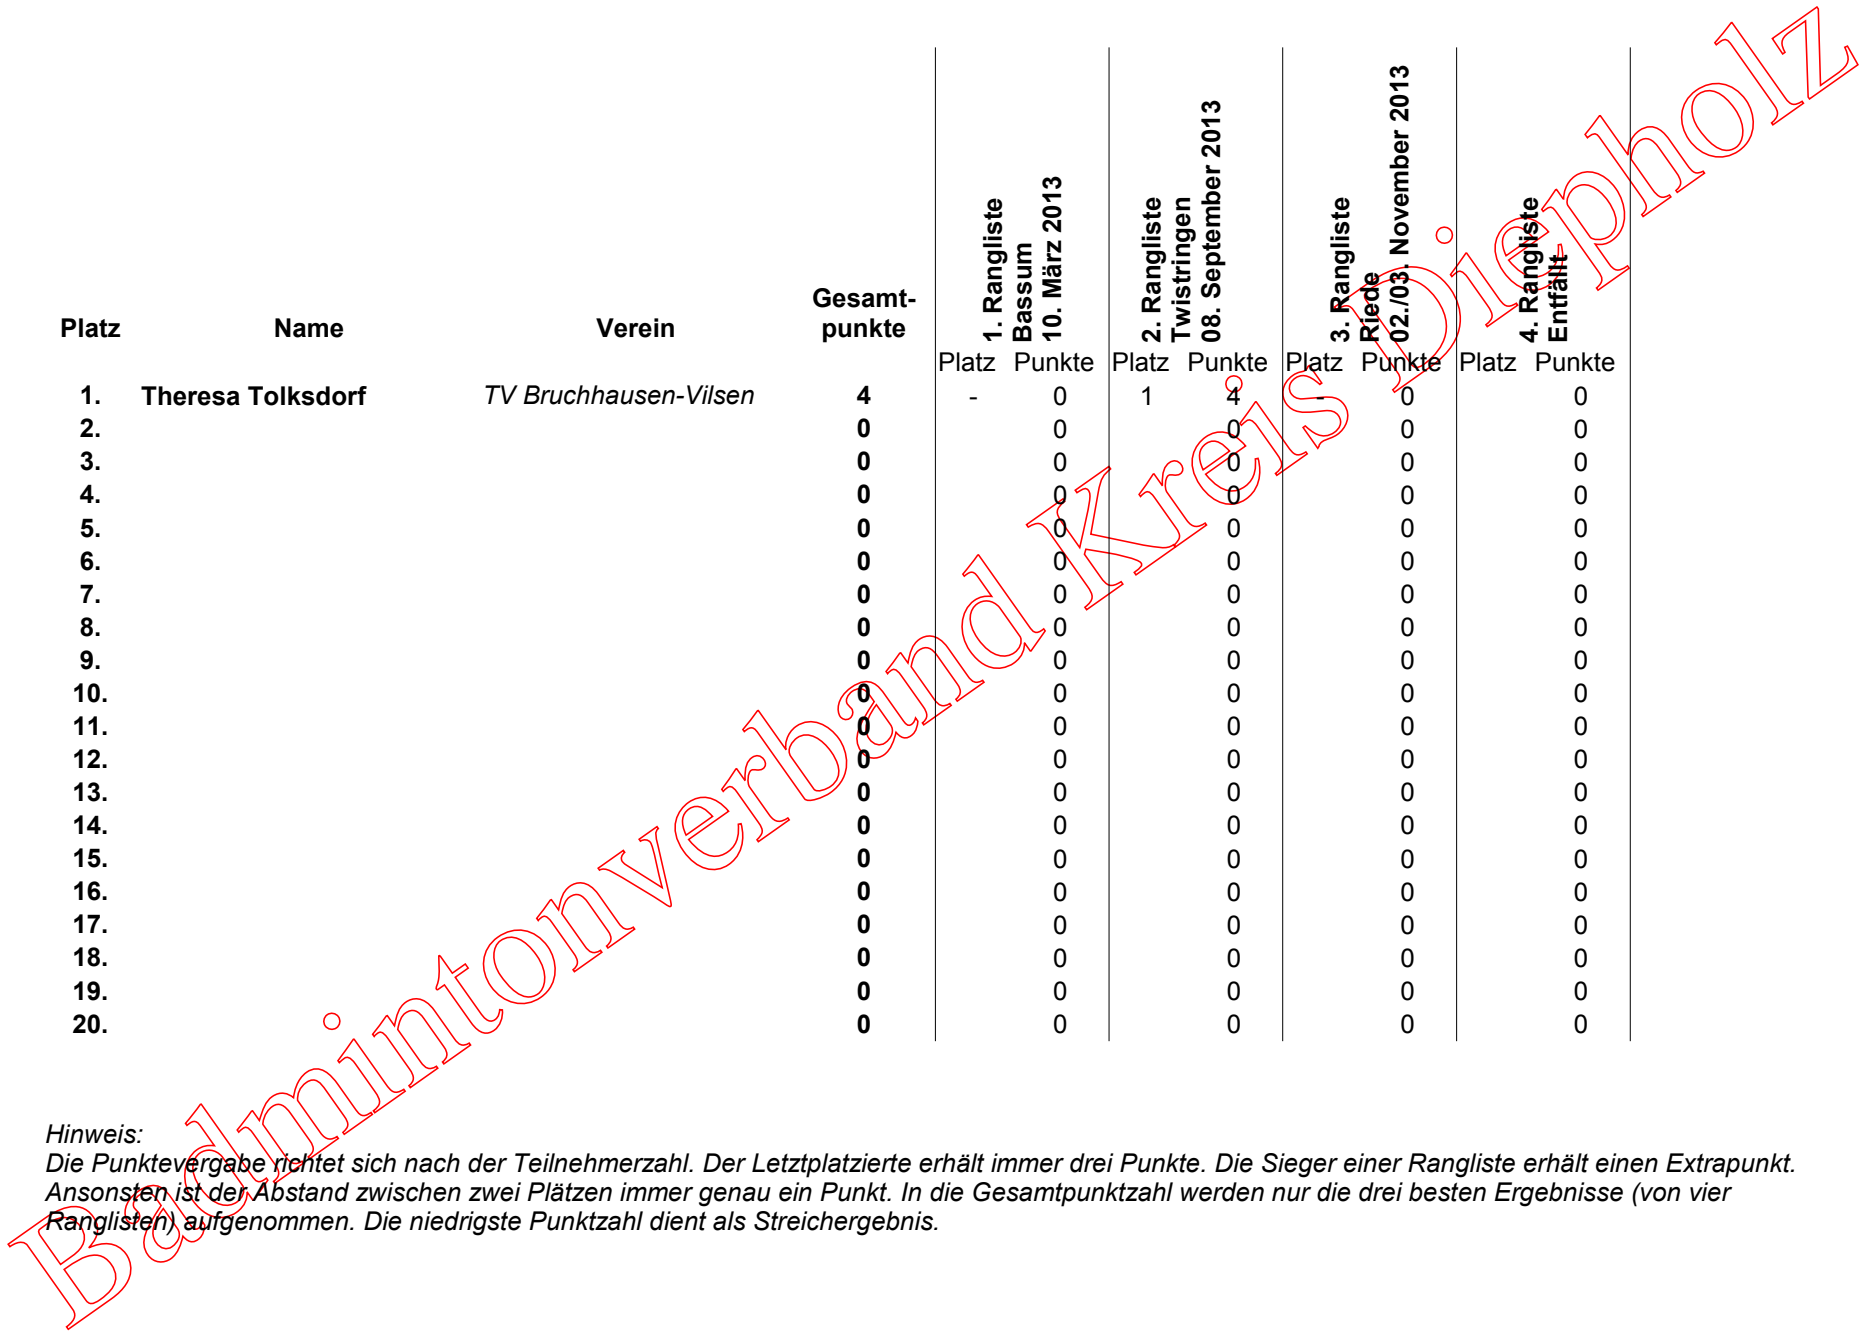 1. Rangliste
Bassum
10. März 2013
2. Rangliste
Twistringen
08. September 2013
3. Rangliste
Riede
02./03. November 2013
4. Rangliste
Entfällt
Platz Name Verein Gesamt-
punkte
Platz Punkte Platz Punkte Platz Punkte Platz Punkte
1. Theresa Tolksdorf TV Bruchhausen-Vilsen 4 - 0 1 4 - 0 0
2. 0 0 0 0 0
3. 0 0 0 0 0
4. 0 0 0 0 0
5. 0 0 0 0 0
6. 0 0 0 0 0
7. 0 0 0 0 0
8. 0 0 0 0 0
9. 0 0 0 0 0
10. 0 0 0 0 0
11. 0 0 0 0 0
12. 0 0 0 0 0
13. 0 0 0 0 0
14. 0 0 0 0 0
15. 0 0 0 0 0
16. 0 0 0 0 0
17. 0 0 0 0 0
18. 0 0 0 0 0
19. 0 0 0 0 0
20. 0 0 0 0 0
Hinweis:
Die Punktevergabe richtet sich nach der Teilnehmerzahl. Der Letztplatzierte erhält immer drei Punkte. Die Sieger einer Rangliste erhält einen Extrapunkt.
Ansonsten ist der Abstand zwischen zwei Plätzen immer genau ein Punkt. In die Gesamtpunktzahl werden nur die drei besten Ergebnisse (von vier
Ranglisten) aufgenommen. Die niedrigste Punktzahl dient als Streichergebnis.
Badmintonverband Kreis Diepholz